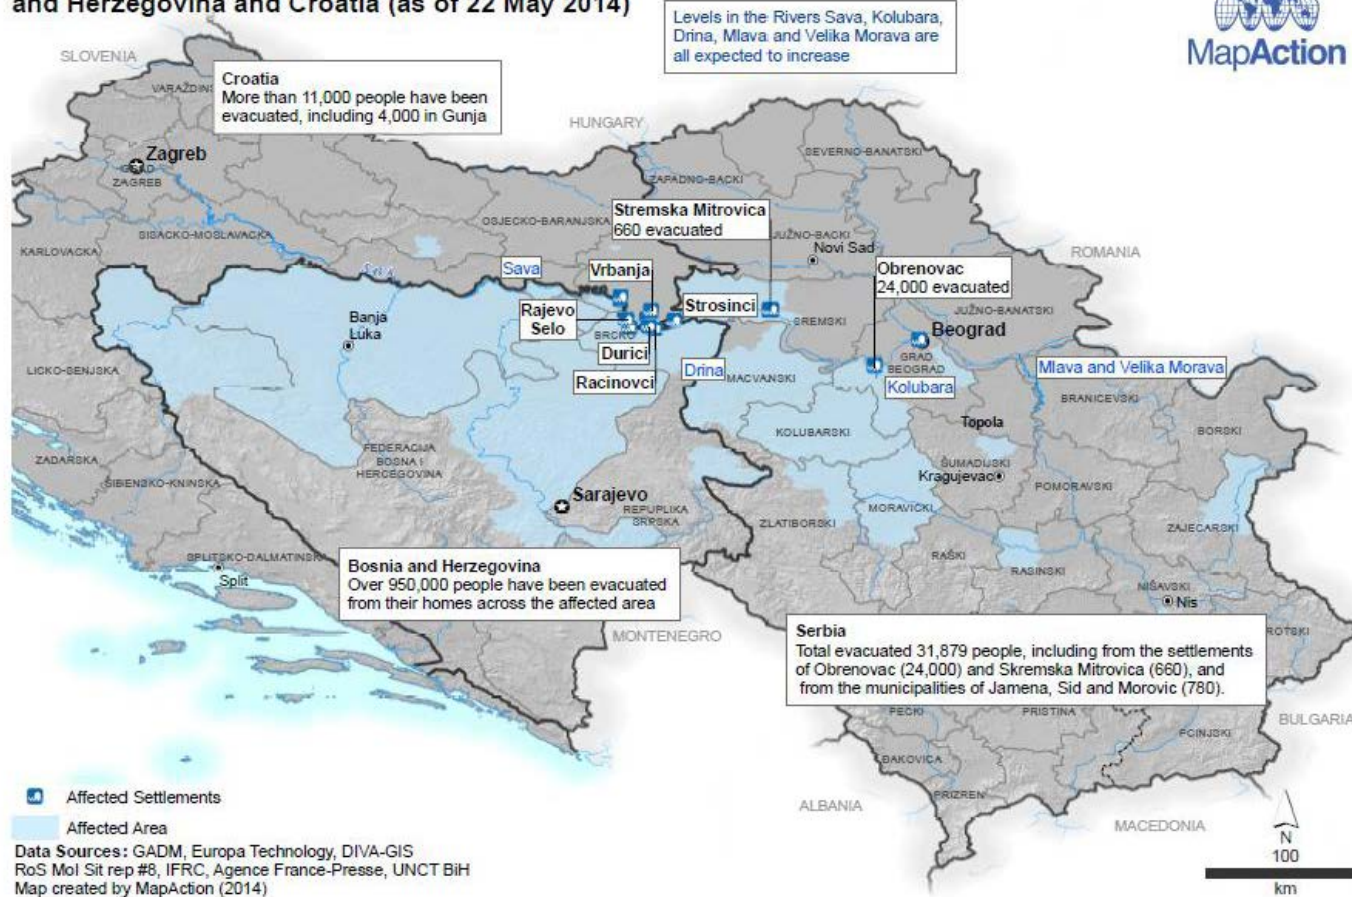 and Herzegovina and Croatia (as of 22 May 2014)
Levels in the Rivers Sava, Kolubara,
Drina, Mlava and Velika Morava are
all expected to increase
MapAction
SLOVENIA
Croatia
More than 11,000 people have been
evacuated, including 4,000 in Gunja
HUNGARY
Zagreb
GRAD
ZAGREB
SEVERNO-BANATSKI
ZAPADNO-BACKI
Stremska Mitrovica
660 evacuated
OSJECKO-BARANJSKA
SISACKO-MOSLAVACKA
KARLOVACKA
JUŽNO-BACKI
Novi Sad
ROMANIA
Sava
Vrbanja
Obrenovac
24,000 evacuated
Rajevo
Selo
Strosinci
SREMSKI
JUŽNO-BANATSKI
Banja
Luka
BRCKO
Beograd
GRAD
BEOGRAD
Durici
Racinovci
Drina
MACVANSKI
Kolubara
Mlava and Velika Morava
LICKO-SENJSKA
BRANICEVSKI
Topola
KOLUBARSKI
BORSKI
FEDERACIJA
BOSNA I
HERCEGOVINA
ZADARSKA
ŠIBENSKO-KNINSKA
ŠUMADIJSKI
Kragujevac
POMORAVSKI
Sarajevo
REPUPLIKA
SRPSKA
MORAVICKI
ZLATIBORSKI
ZAJECARSKI
SPLITSKO-DALMATINSKA
Split
Bosnia and Herzegovina
Over 950,000 people have been evacuated
from their homes across the affected area
RAŠKI
RASINSKI
NIŠAVSKI
Nis
MONTENEGRO
Serbia
Total evacuated 31,879 people, including from the settlements
of Obrenovac (24,000) and Skremska Mitrovica (660), and
from the municipalities of Jamena, Sid and Morovic (780).
PECKI
PRISTINA
BULGARIA
PCINJSKI
ĐAKOVICA
PRIZREN
ALBANIA
MACEDONIA
Affected Settlements
Affected Area
Data Sources: GADM, Europa Technology, DIVA-GIS
RoS MoI Sit rep #8, IFRC, Agence France-Presse, UNCT BiH
Map created by MapAction (2014)
N
100
km